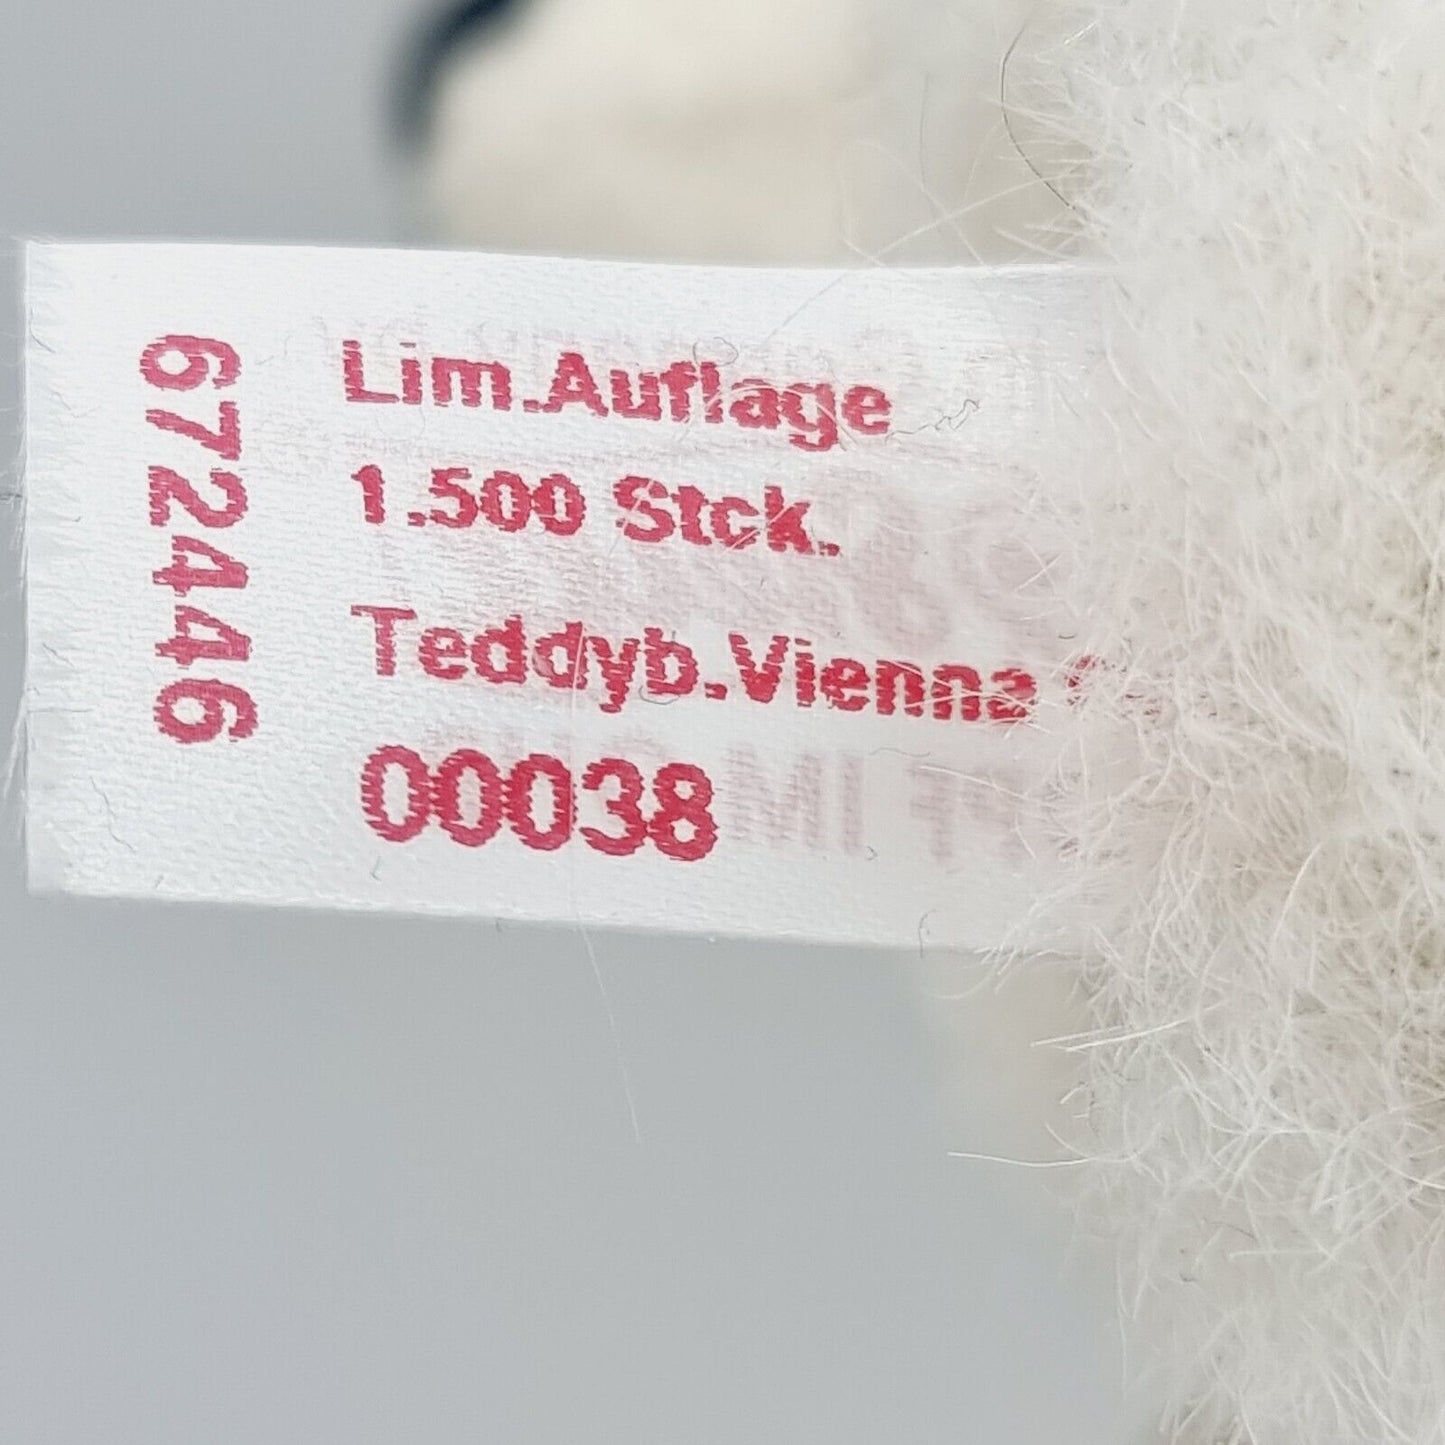 672446
Lim.Auflage
1.500 Stck.
Teddyb.Vienna
00038